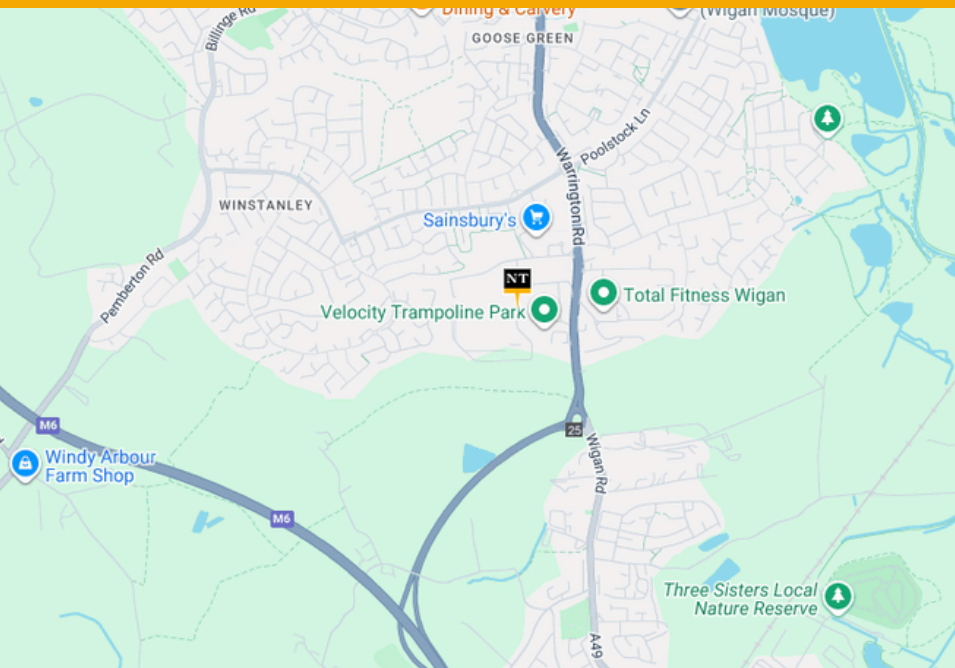 Billinge Rd
Dining & Carvery
(Wigan Mosque)
GOOSE GREEN
Poolstock Ln
Warrington Rd
WINSTANLEY
Sainsbury's
Pemberton Rd
NT
Total Fitness Wigan
Velocity Trampoline Park
M6
25
Wigan Rd
Windy Arbour
Farm Shop
M6
Three Sisters Local
Nature Reserve
A49